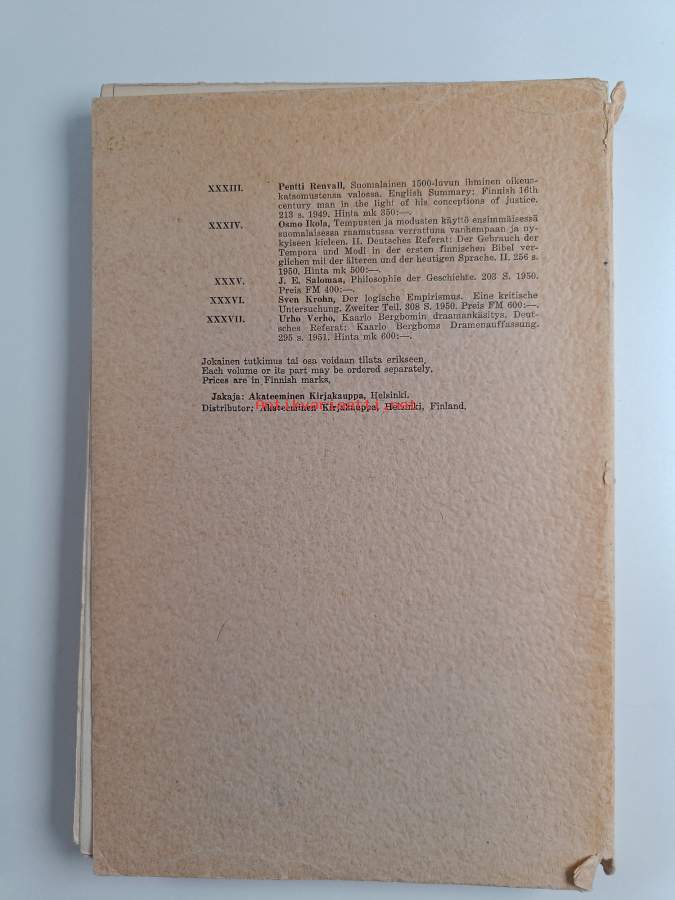 XXXIII. Pentti Renvall, Suomalainen 1500-luvun ihminen oikeus-
katsomustensa valossa. English Summary: Finnish 16th
century man in the light of his conceptions of justice.
213 s. 1949. Hinta mk 350:—.
XXXIV. Osmo Ikola, Tempusten ja modusten käyttö ensimmäisessä
suomalaisessa raamatussa verrattuna vanhempaan ja ny-
kyiseen kieleen. II. Deutsches Referat: Der Gebrauch der
Tempora und Modi in der ersten finnischen Bibel ver-
glichen mit der älteren und der heutigen Sprache. II. 256 s.
1950. Hinta mk 500:—.
XXXV. J. E. Salomaa, Philosophie der Geschichte. 203 S. 1950.
Preis FM 400:—.
XXXVI. Sven Krohn, Der logische Empirismus. Eine kritische
Untersuchung. Zweiter Teil. 308 S. 1950. Preis FM 600:—.
XXXVII. Urho Verho, Kaarlo Bergbomin draamankäsitys. Deut-
sches Referat: Kaarlo Bergboms Dramenauffassung.
295 s. 1951. Hinta mk 600:—.
Jokainen tutkimus tai osa voidaan tilata erikseen.
Each volume or its part may be ordered separately.
Prices are in Finnish marks.
Jakaja: Akateeminen Kirjakauppa, Helsinki.
Distributor: Akateeminen Kirjakauppa, Helsinki, Finland.
Antikvariaatti.net